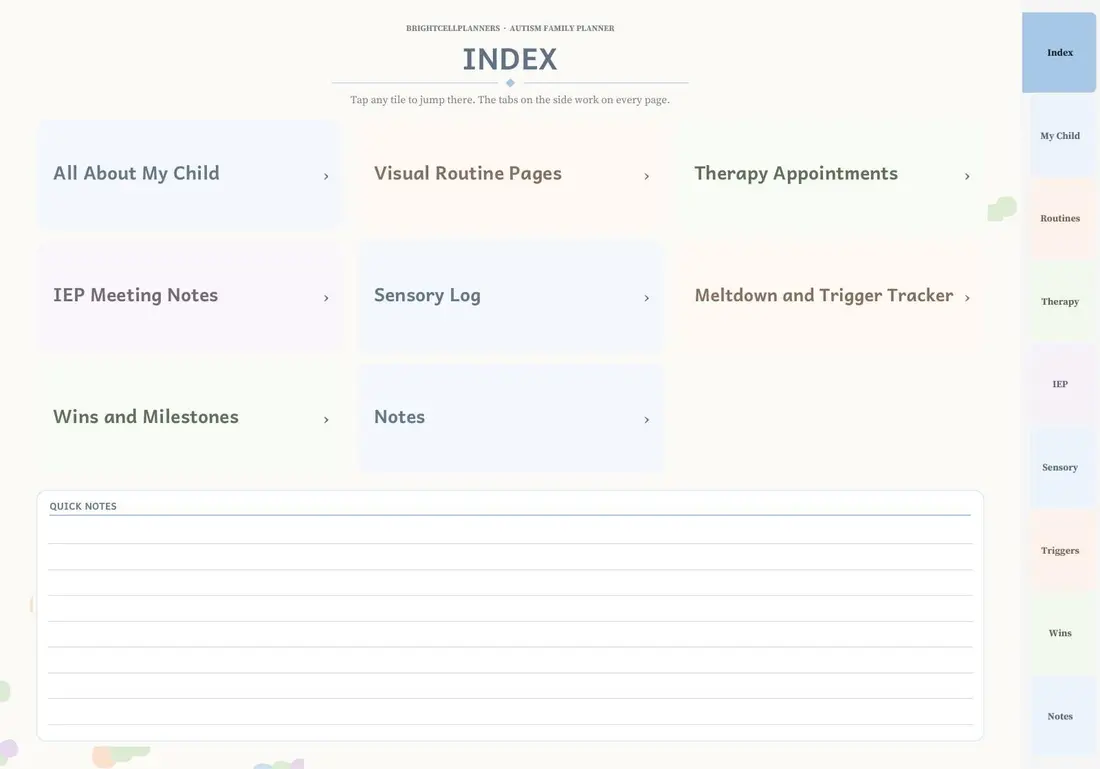 BRIGHTCELLPLANNERS · AUTISM FAMILY PLANNER
INDEX
Tap any tile to jump there. The tabs on the side work on every page.
All About My Child ›
Visual Routine Pages ›
Therapy Appointments ›
IEP Meeting Notes ›
Sensory Log ›
Meltdown and Trigger Tracker ›
Wins and Milestones ›
Notes ›
QUICK NOTES
Index
My Child
Routines
Therapy
IEP
Sensory
Triggers
Wins
Notes